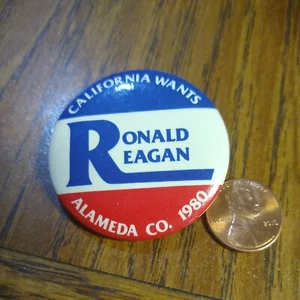 CALIFORNIA WANTS
RONALD
REAGAN
ALAMEDA CO. 1980